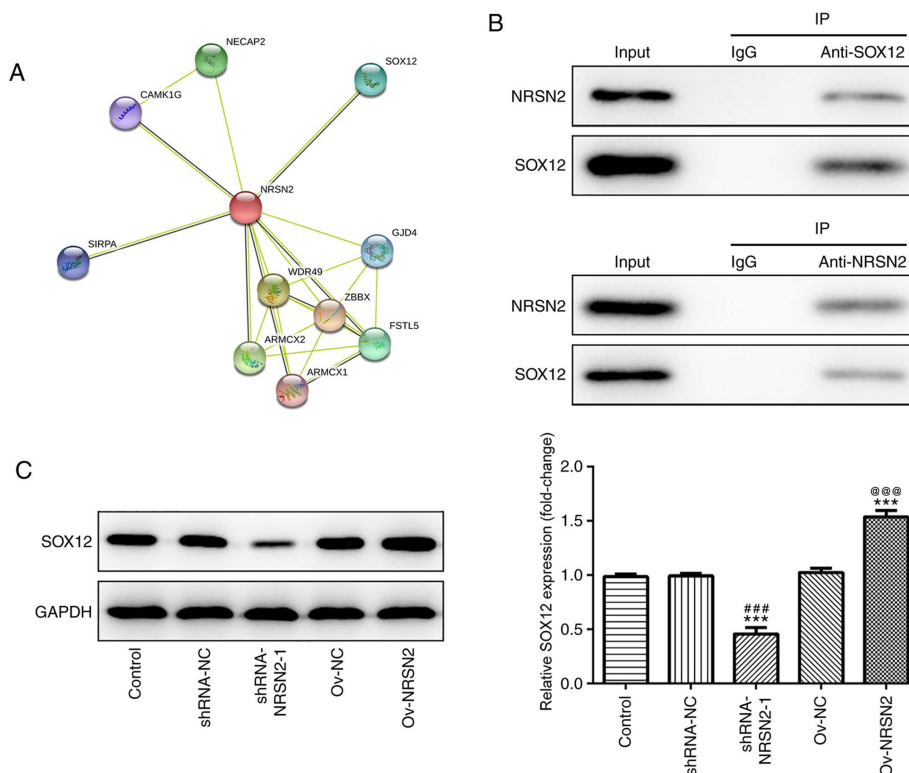 A
NECAP2
SOX12
CAMK1G
NRSN2
SIRPA
GJD4
WDR49
ZBBX
FSTL5
ARMCX2
ARMCX1
B
IP
Input IgG Anti-SOX12
NRSN2
SOX12
IP
Input IgG Anti-NRSN2
NRSN2
SOX12
C
SOX12
GAPDH
Control
shRNA-NC
shRNA-
NRSN2-1
Ov-NC
Ov-NRSN2
Relative SOX12 expression (fold-change)
2.0
1.5
1.0
0.5
0.0
###
***
@@@
***
Control
shRNA-NC
shRNA-
NRSN2-1
Ov-NC
Ov-NRSN2